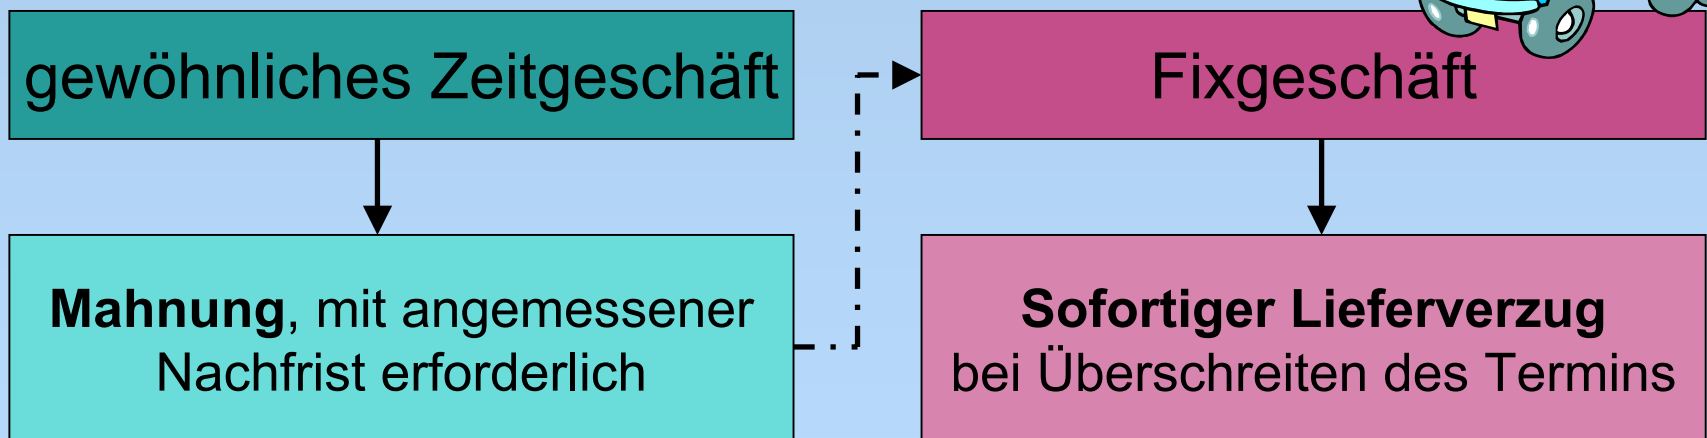 gewöhnliches Zeitgeschäft
Fixgeschäft
Mahnung, mit angemessener
Nachfrist erforderlich
Sofortiger Lieferverzug
bei Überschreiten des Termins